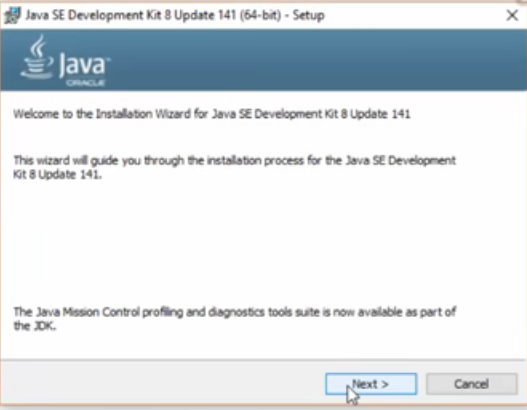 Java SE Development Kit 8 Update 141 (64-bit) - Setup
Java
ORACLE
Welcome to the Installation Wizard for Java SE Development Kit 8 Update 141
This wizard will guide you through the installation process for the Java SE Development
Kit 8 Update 141.
The Java Mission Control profiling and diagnostics tools suite is now available as part of
the JDK.
Next >
Cancel